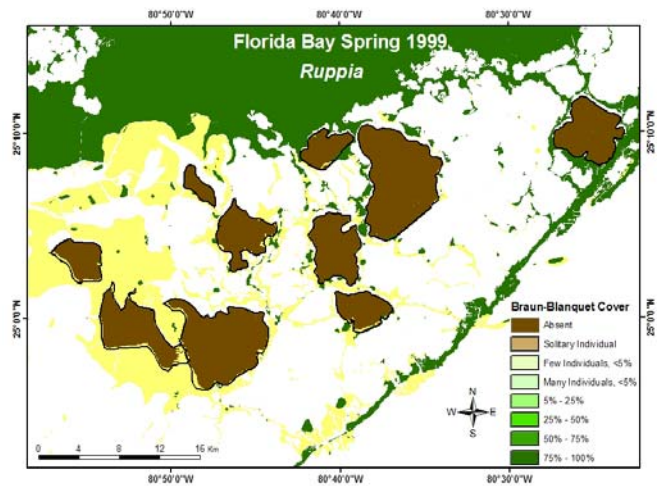 80°50'0"W 80°40'0"W 80°30'0"W
Florida Bay Spring 1999
Ruppia
25°10'0"N 25°10'0"N
25°0'0"N 25°0'0"N
Braun-Blanquet Cover
Absent
Solitary Individual
Few Individuals, <5%
Many Individuals, <5%
5% - 25%
25% - 50%
50% - 75%
75% - 100%
N
W E
S
0 4 8 12 16 Km
80°50'0"W 80°40'0"W 80°30'0"W